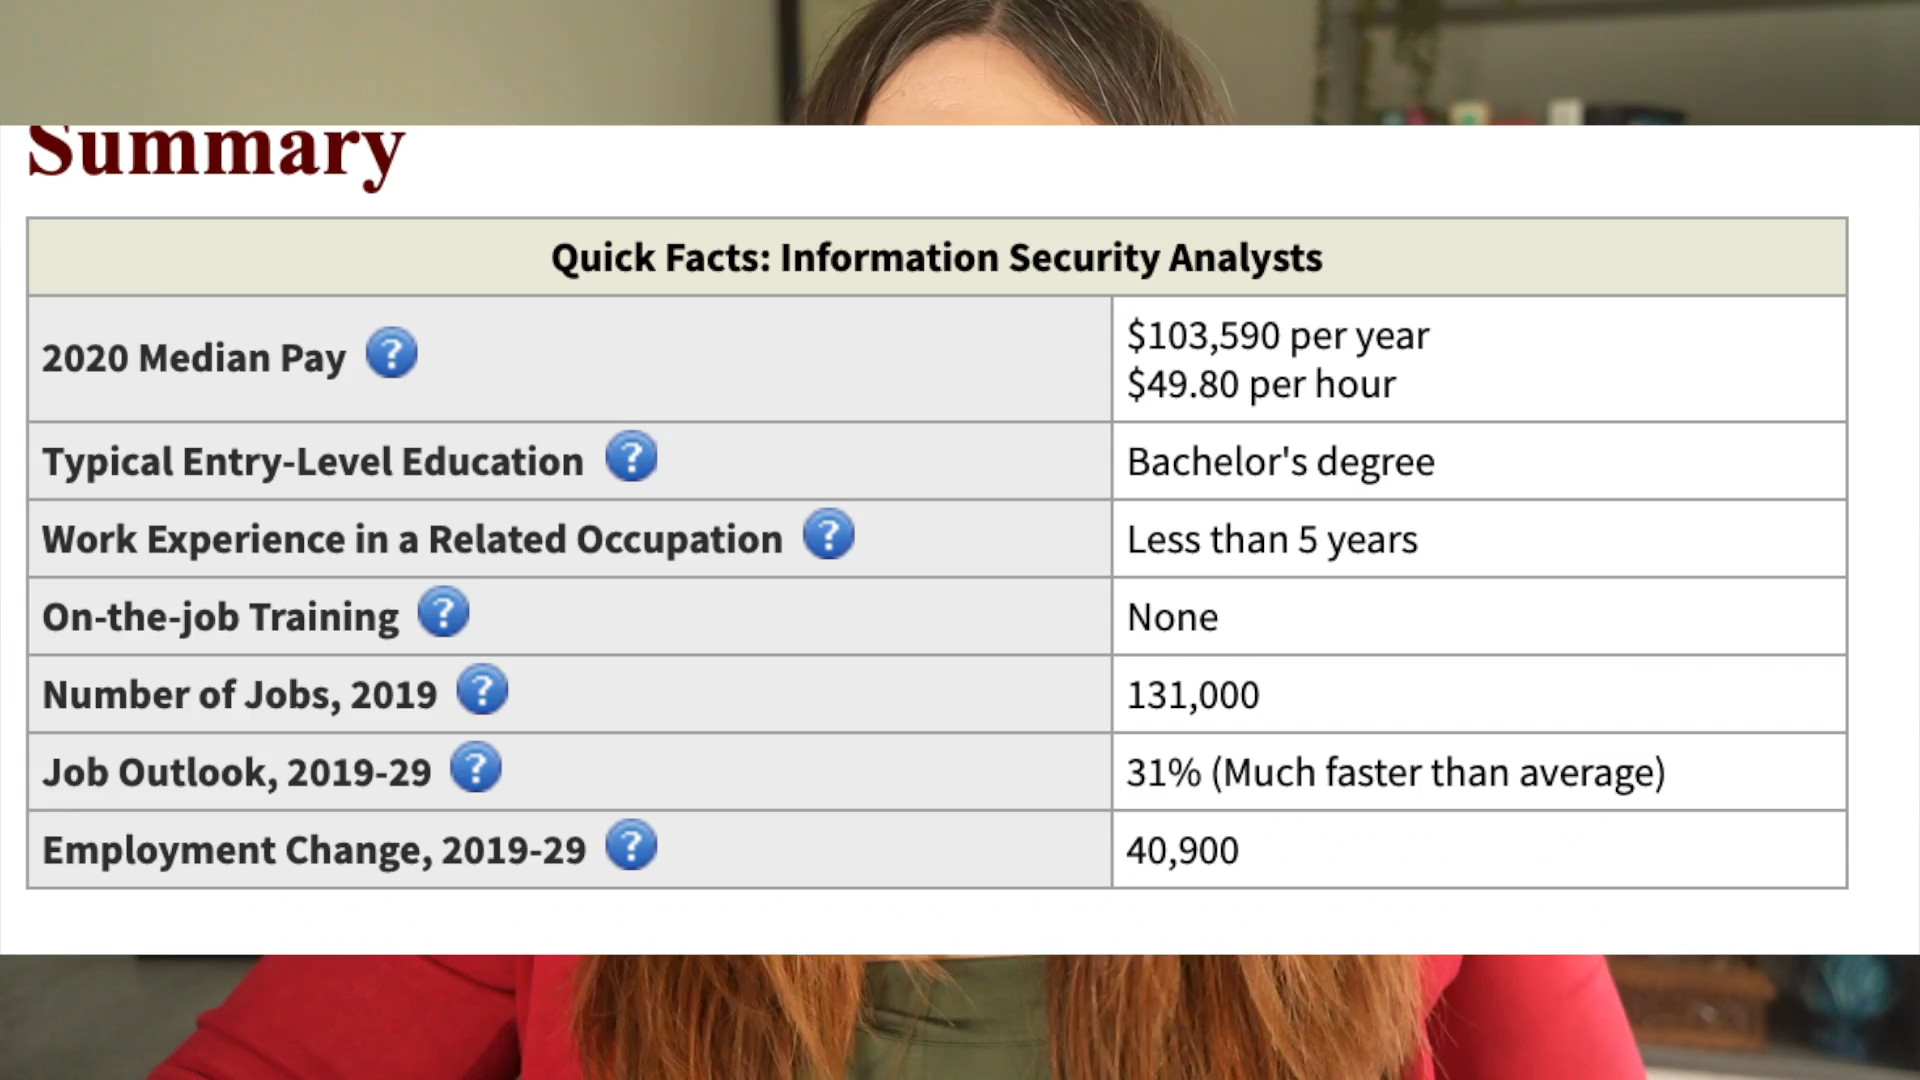 Summary
Quick Facts: Information Security Analysts
2020 Median Pay ?
$103,590 per year
$49.80 per hour
Typical Entry-Level Education ?
Bachelor's degree
Work Experience in a Related Occupation ?
Less than 5 years
On-the-job Training ?
None
Number of Jobs, 2019 ?
131,000
Job Outlook, 2019-29 ?
31% (Much faster than average)
Employment Change, 2019-29 ?
40,900